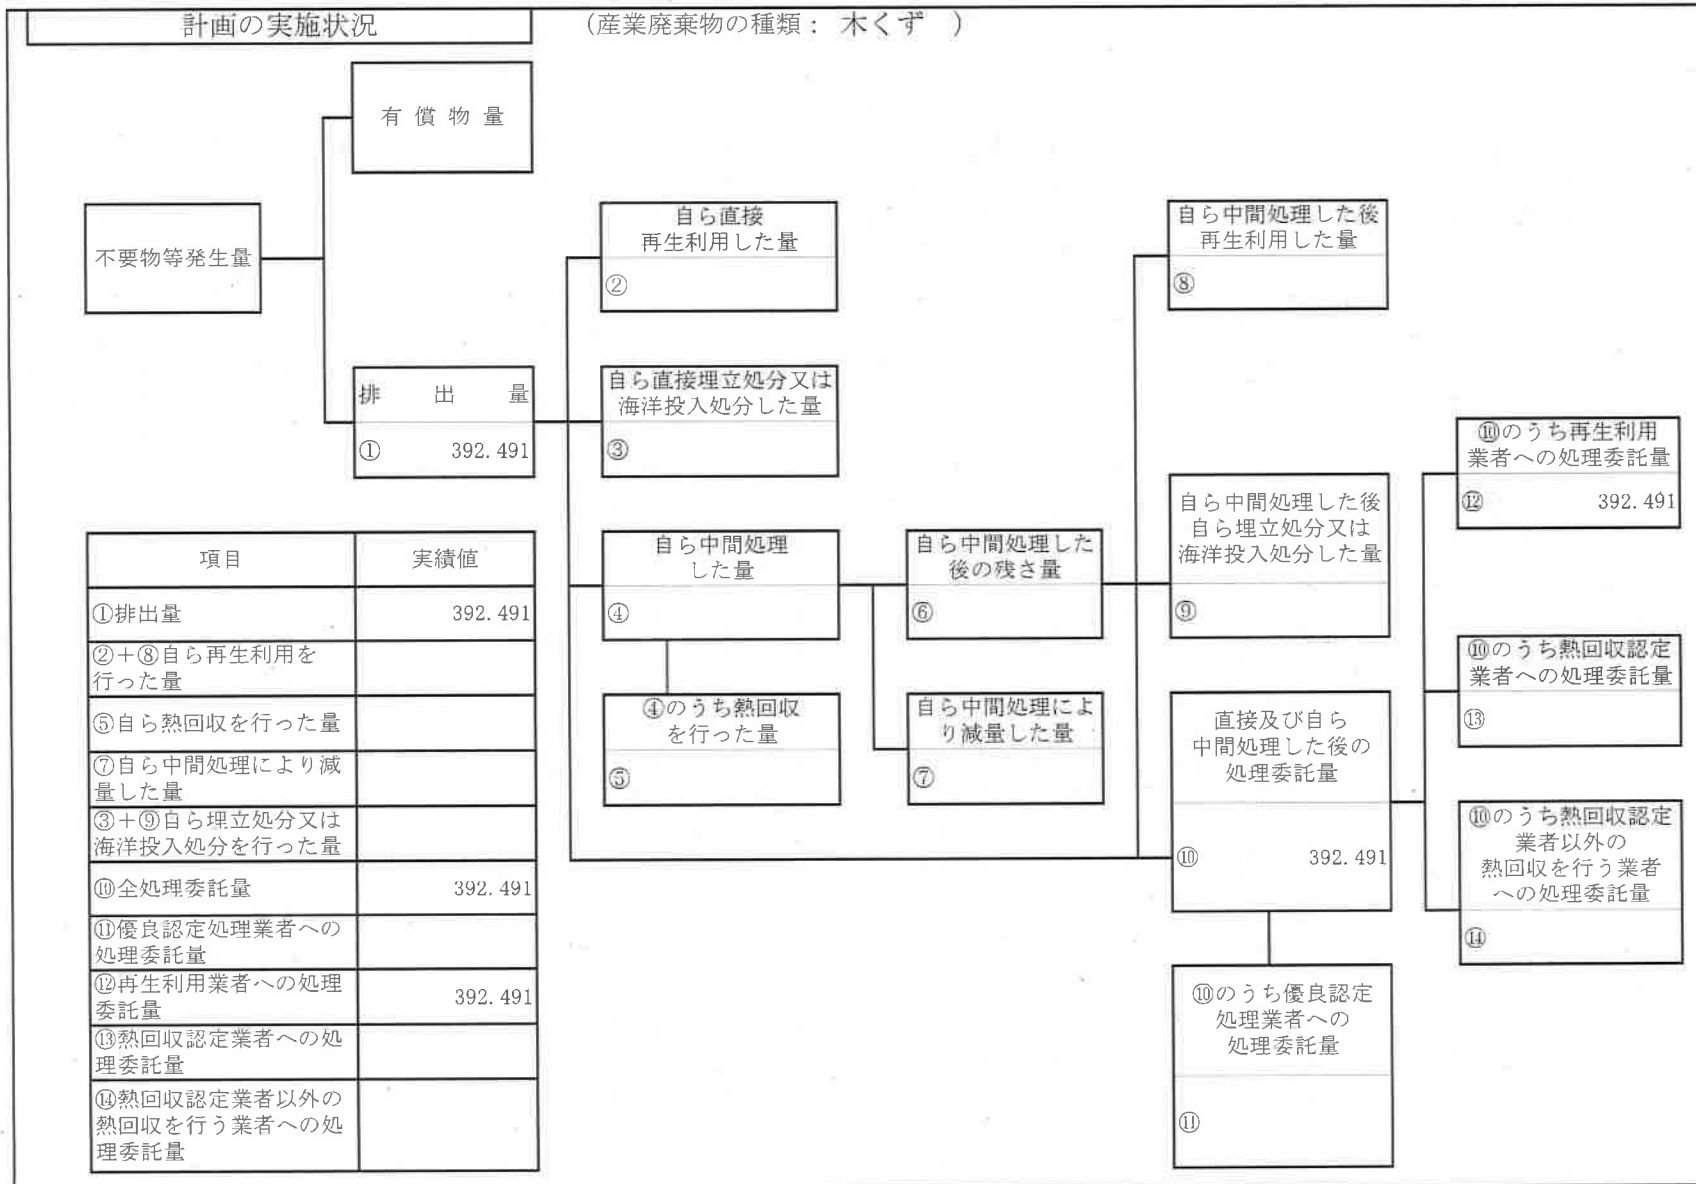 計画の実施状況
(産業廃棄物の種類: 木くず )
有償物量
不要物等発生量
排出量
① 392.491
自ら直接
再生利用した量
②
自ら直接埋立処分又は
海洋投入処分した量
③
自ら中間処理
した量
④
④のうち熱回収
を行った量
⑤
自ら中間処理した
後の残さ量
⑥
自ら中間処理によ
り減量した量
⑦
自ら中間処理した後
再生利用した量
⑧
自ら中間処理した後
自ら埋立処分又は
海洋投入処分した量
⑨
直接及び自ら
中間処理した後の
処理委託量
⑩ 392.491
⑩のうち優良認定
処理業者への
処理委託量
⑪
⑩のうち再生利用
業者への処理委託量
⑫ 392.491
⑩のうち熱回収認定
業者への処理委託量
⑬
⑩のうち熱回収認定
業者以外の
熱回収を行う業者
への処理委託量
⑭
項目 実績値
①排出量 392.491
②+⑧自ら再生利用を
行った量
⑤自ら熱回収を行った量
⑦自ら中間処理により減
量した量
③+⑨自ら埋立処分又は
海洋投入処分を行った量
⑩全処理委託量 392.491
⑪優良認定処理業者への
処理委託量
⑫再生利用業者への処理
委託量 392.491
⑬熱回収認定業者への処
理委託量
⑭熱回収認定業者以外の
熱回収を行う業者への処
理委託量